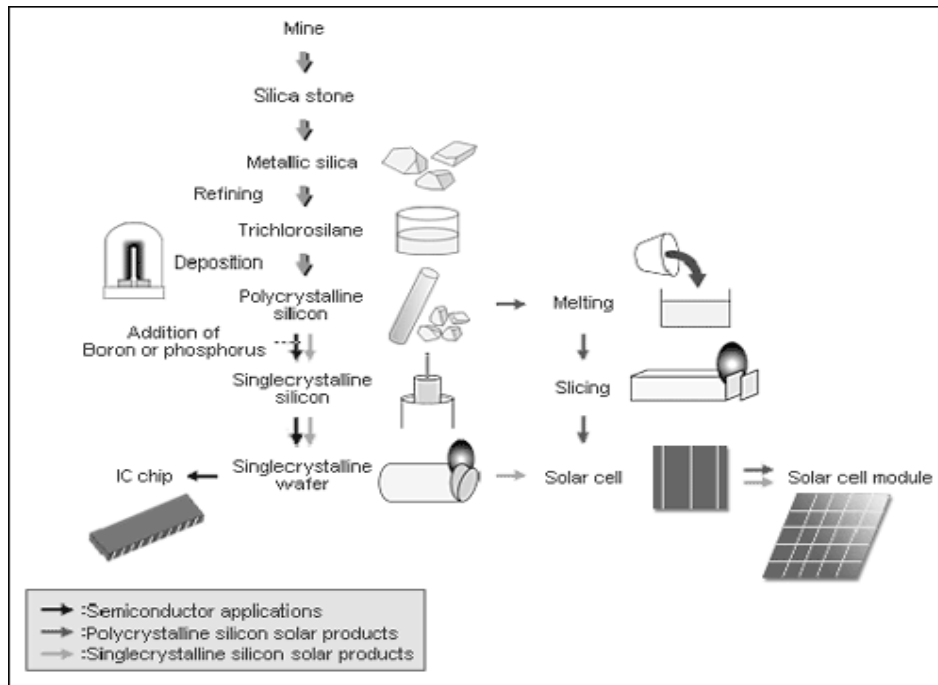 Mine
Silica stone
Metallic silica
Refining
Trichlorosilane
Deposition
Polycrystalline
silicon
Melting
Addition of
Boron or phosphorus
Singlecrystalline
silicon
Slicing
IC chip
Singlecrystalline
wafer
Solar cell
Solar cell module
:Semiconductor applications
:Polycrystalline silicon solar products
:Singlecrystalline silicon solar products